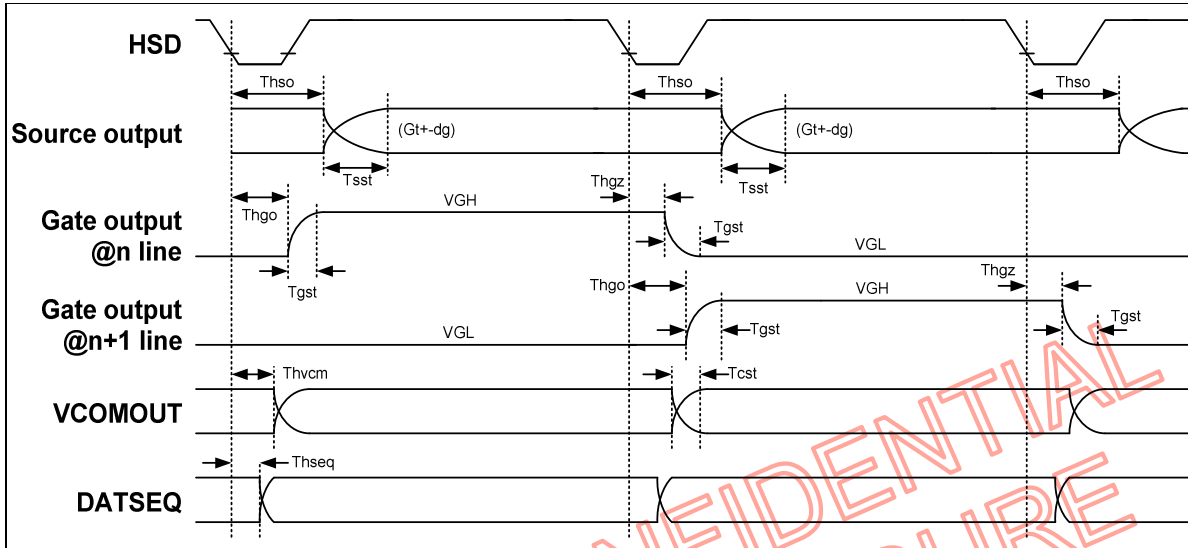 HSD
Thso
Thso
Thso
Source output
(Gt+-dg)
(Gt+-dg)
Tsst
Tsst
Thgo
VGH
Thgz
Gate output
@n line
Tgst
VGL
Tgst
Thgo
VGH
Thgz
Gate output
@n+1 line
VGL
Tgst
Tgst
Thvcm
Tcst
VCOMOUT
Thseq
DATSEQ
NFIDENTIAL